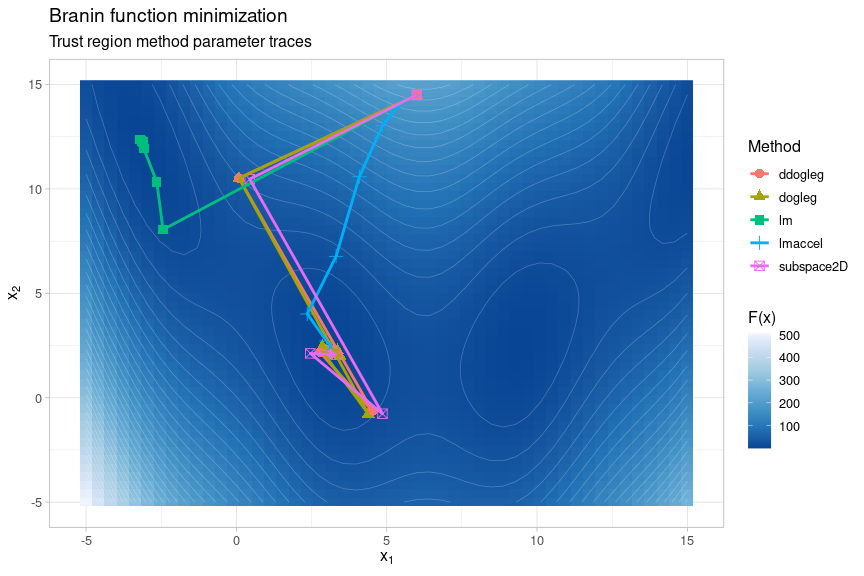 Branin function minimization
Trust region method parameter traces
15
10
5
0
-5
x2
-5
0
5
10
15
x1
Method
ddogleg
dogleg
lm
lmaccel
subspace2D
F(x)
500
400
300
200
100